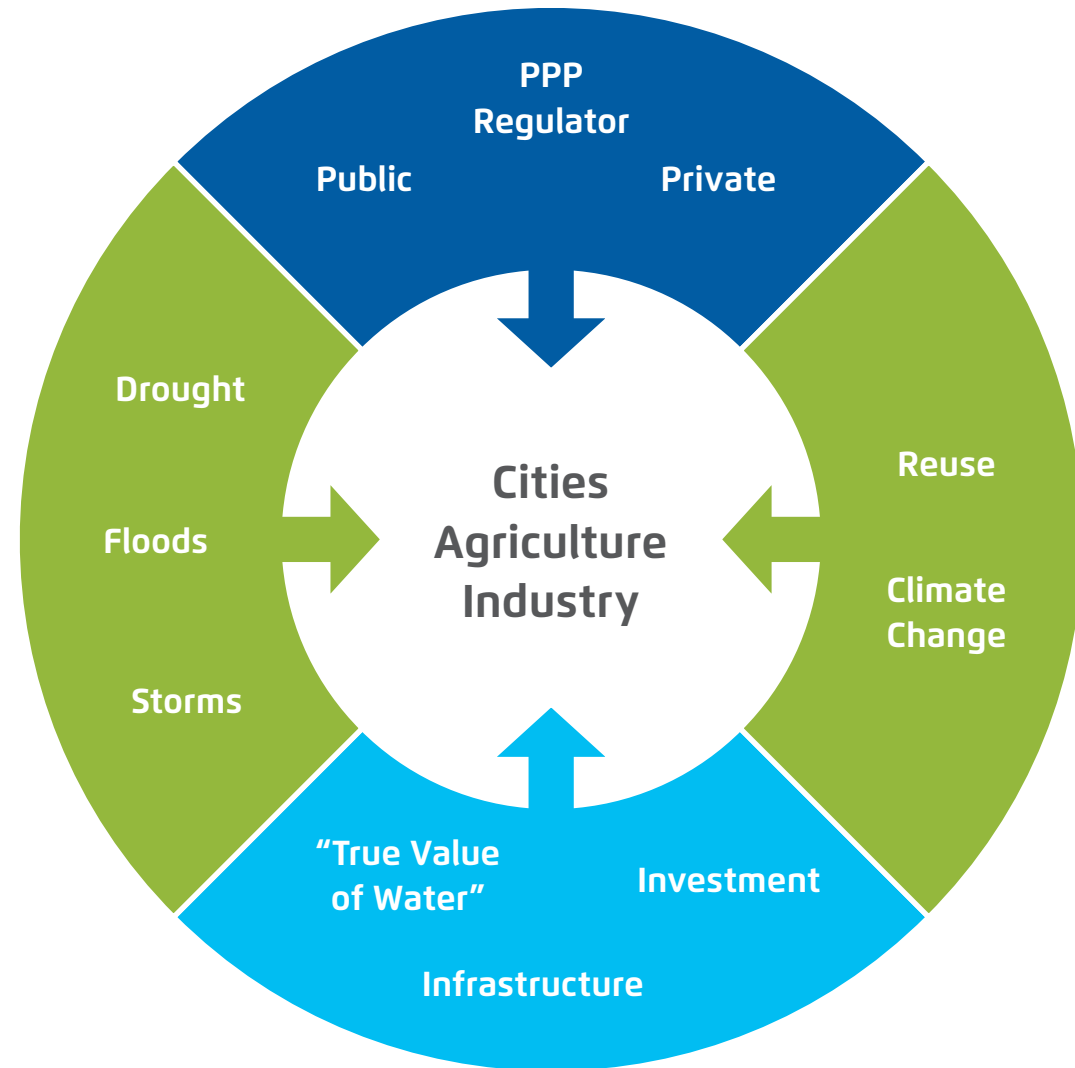 PPP
Regulator
Public
Private
Drought
Floods
Storms
Cities
Agriculture
Industry
Reuse
Climate
Change
“True Value
of Water”
Investment
Infrastructure